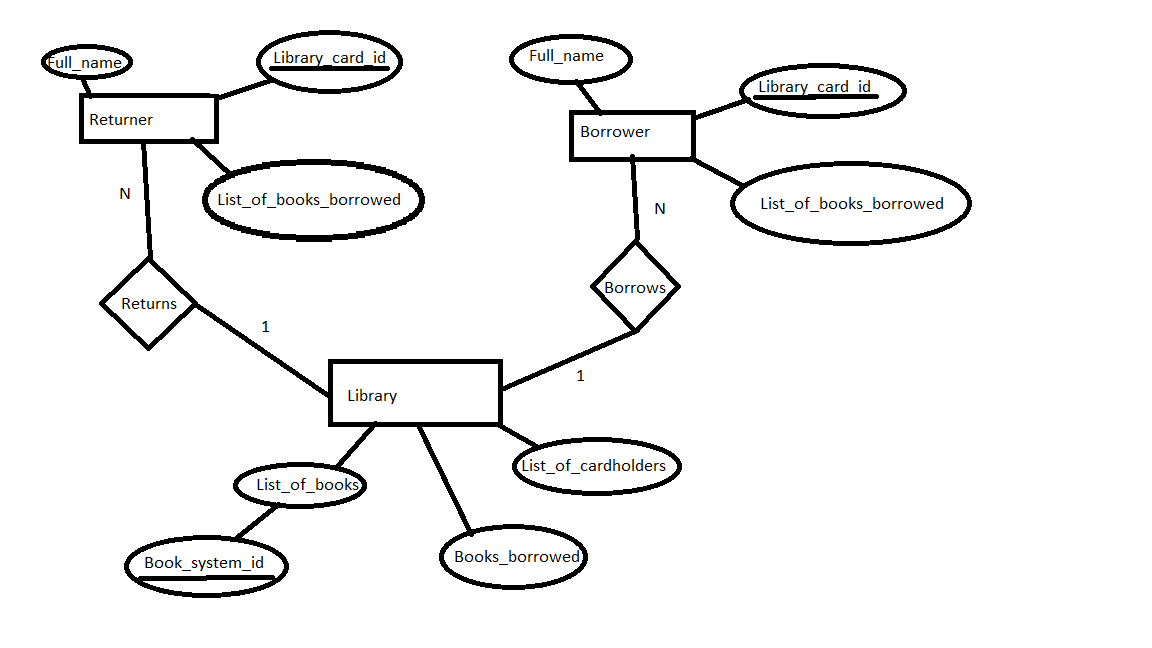 Full_name
Library_card_id
Returner
List_of_books_borrowed
N
Returns
1
Full_name
Library_card_id
Borrower
List_of_books_borrowed
N
Borrows
1
Library
List_of_books
Book_system_id
Books_borrowed
List_of_cardholders